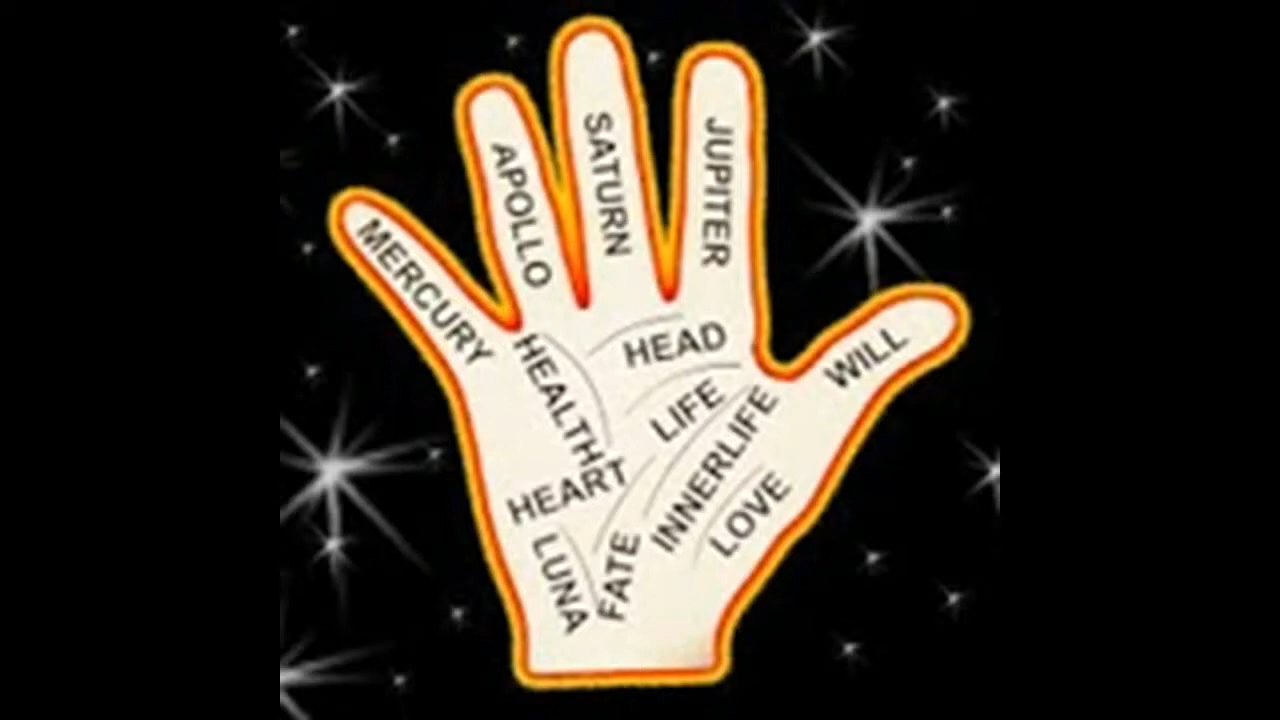 MERCURY
APOLLO
SATURN
JUPITER
WILL
HEALTH
HEAD
LIFE
INNERLIFE
HEART
LOVE
LUNA
FATE